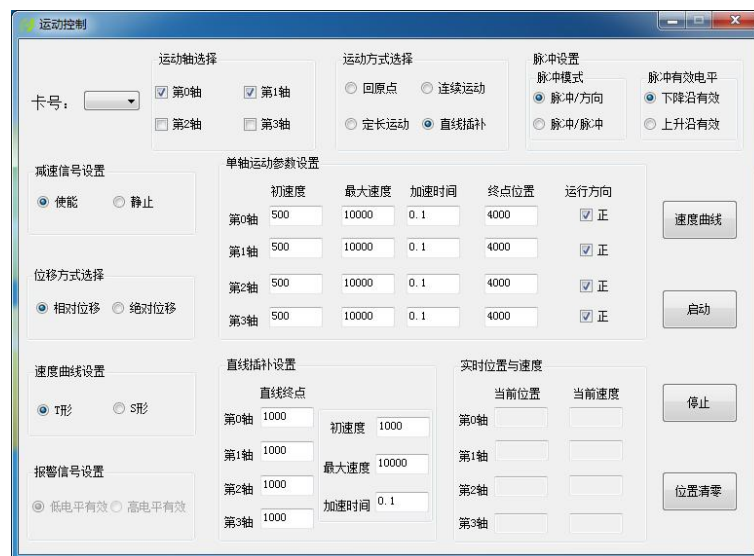 运动控制
卡号：
运动轴选择
第0轴 第1轴
第2轴 第3轴
运动方式选择
回原点 连续运动
定长运动 直线插补
脉冲设置
脉冲模式
脉冲/方向
脉冲/脉冲
脉冲有效电平
下降沿有效
上升沿有效
减速信号设置
使能 静止
位移方式选择
相对位移 绝对位移
速度曲线设置
T形 S形
报警信号设置
低电平有效 高电平有效
单轴运动参数设置
初速度 最大速度 加速时间 终点位置 运行方向
第0轴 500 10000 0.1 4000 正
第1轴 500 10000 0.1 4000 正
第2轴 500 10000 0.1 4000 正
第3轴 500 10000 0.1 4000 正
直线插补设置
直线终点
第0轴 1000
第1轴 1000
第2轴 1000
第3轴 1000
初速度 1000
最大速度 10000
加速时间 0.1
实时位置与速度
当前位置 当前速度
第0轴
第1轴
第2轴
第3轴
速度曲线
启动
停止
位置清零